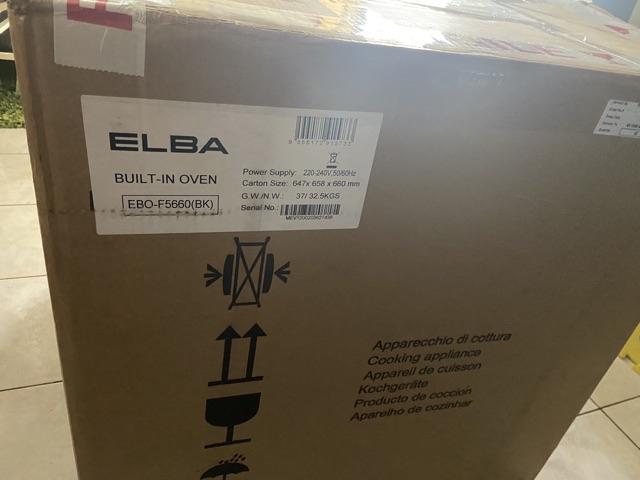 ELBA
BUILT-IN OVEN
EBO-F5660(BK)
Power Supply: 220-240V,50/60Hz
Carton Size: 647x 658 x 660 mm
G.W./N.W.: 37/ 32.5KGS
Serial No.:
Apparecchio di cottura
Cooking appliance
Appareil de cuisson
Kochgeräte
Producto de cocción
Aparelho de cozinhar